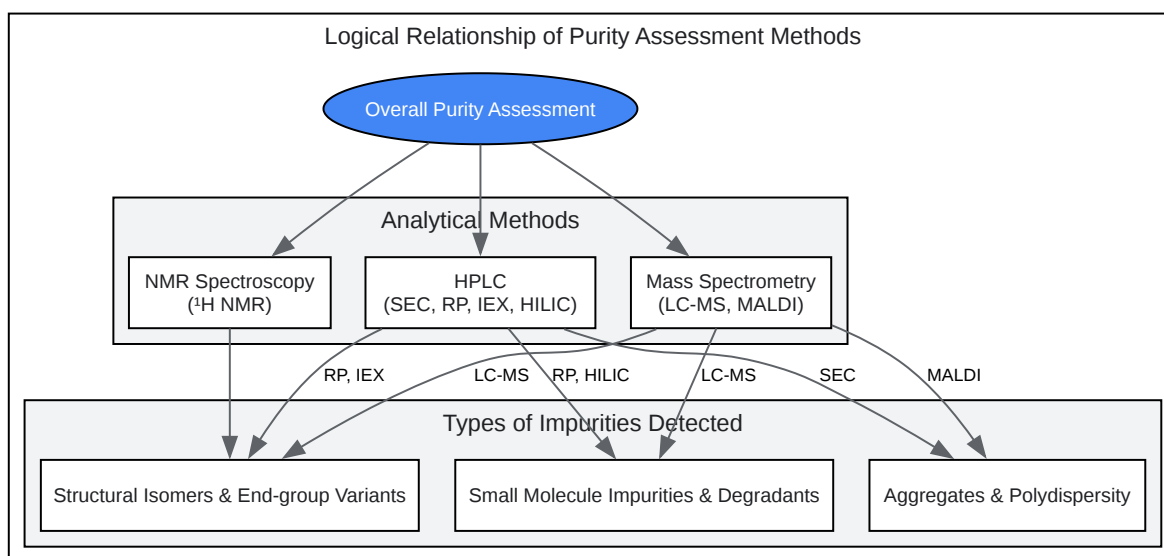 Logical Relationship of Purity Assessment Methods
Overall Purity Assessment
Analytical Methods
NMR Spectroscopy
(¹H NMR)
HPLC
(SEC, RP, IEX, HILIC)
Mass Spectrometry
(LC-MS, MALDI)
RP, IEX
LC-MS
RP, HILIC
LC-MS
SEC
MALDI
Types of Impurities Detected
Structural Isomers & End-group Variants
Small Molecule Impurities & Degradants
Aggregates & Polydispersity